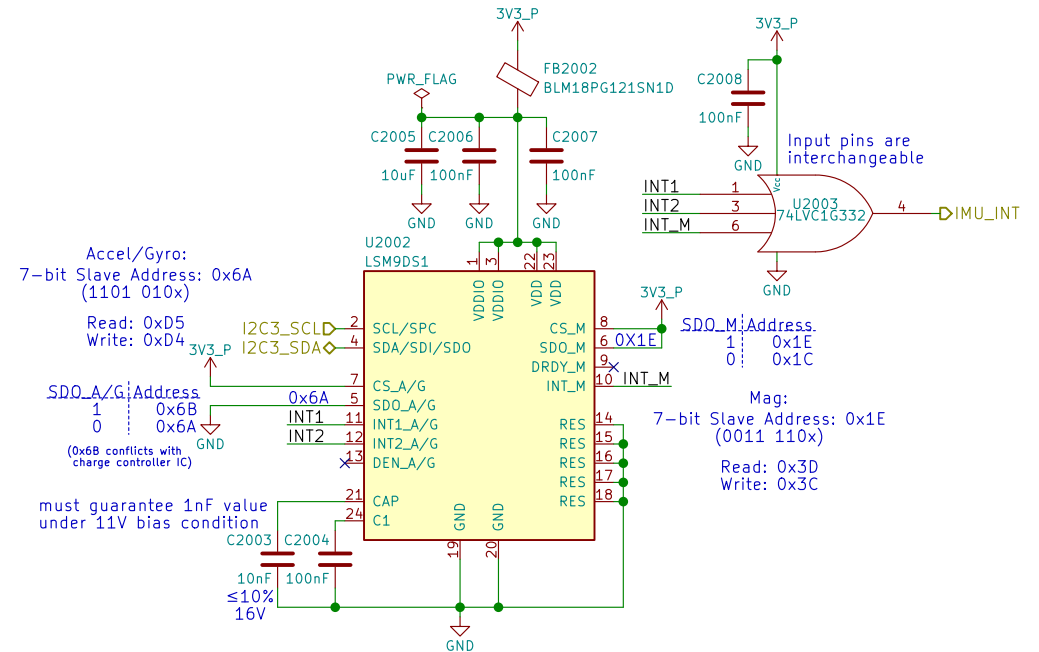 3V3_P
3V3_P
FB2002
BLM18PG121SN1D
PWR_FLAG
C2008
100nF
GND
C2005
C2006
C2007
10uF
100nF
100nF
GND
GND
GND
Input pins are
intercheable
Vcc
INT1
1
INT2
3
INT_M
6
U2003
74LVC1G332
4
IMU_INT
GND
Accel/Gyro:
7-bit Slave Address: 0x6A
(1101 010x)
Read: 0xD5
Write: 0xD4
U2002
LSM9DS1
1
3
22
23
VDDIO
VDDIO
VDD
VDD
I2C3_SCL
2
SCL/SPC
I2C3_SDA
4
SDA/SDI/SDO
3V3_P
7
CS_A/G
0x6A
5
SDO_A/G
GND
INT1
11
INT1_A/G
INT2
12
INT2_A/G
13
DEN_A/G
21
CAP
24
C1
SDO_A/G Address
1 0x6B
0 0x6A
(0x6B conflicts with
charge controller IC)
must guarantee 1nF value
under 11V bias condition
C2003
C2004
10nF
100nF
≤10%
16V
3V3_P
CS_M
8
SDO_M
6
0X1E
DRDY_M
9
INT_M
10
INT_M
RES
14
RES
15
RES
16
RES
17
RES
18
GND
GND
19
20
GND
SDO_M Address
1 0x1E
0 0x1C
Mag:
7-bit Slave Address: 0x1E
(0011 110x)
Read: 0x3D
Write: 0x3C